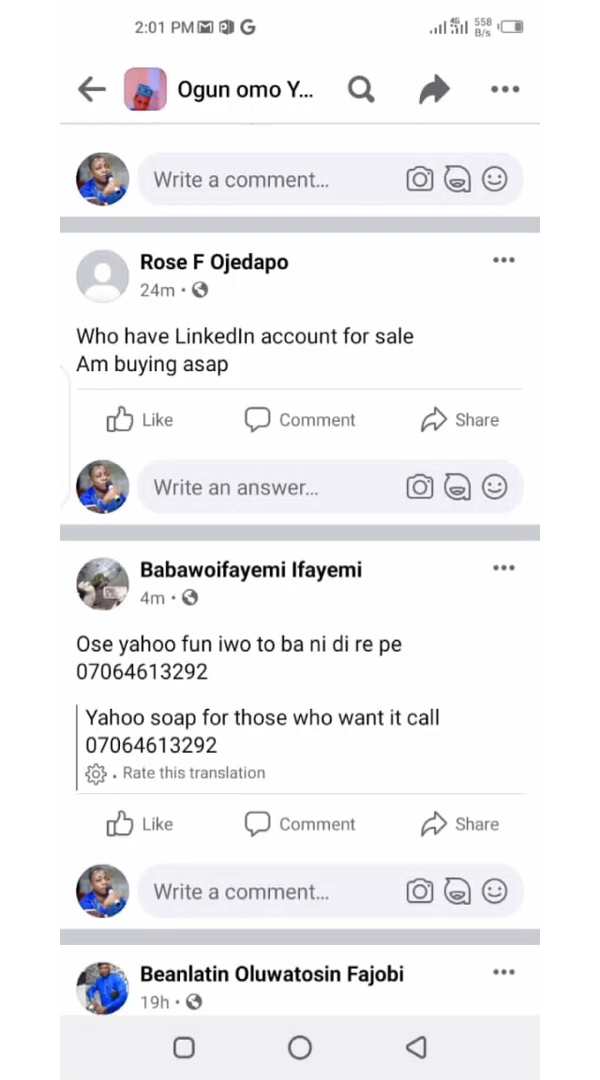 2:01 PM
4G
558
B/s
Ogun omo Y...
Write a comment...
Rose F Ojedapo
24m
Who have LinkedIn account for sale
Am buying asap
Like
Comment
Share
Write an answer...
Babawoifayemi Ifayemi
4m
Ose yahoo fun iwo to ba ni di re pe
07064613292
Yahoo soap for those who want it call
07064613292
Rate this translation
Like
Comment
Share
Write a comment...
Beanlatin Oluwatosin Fajobi
19h